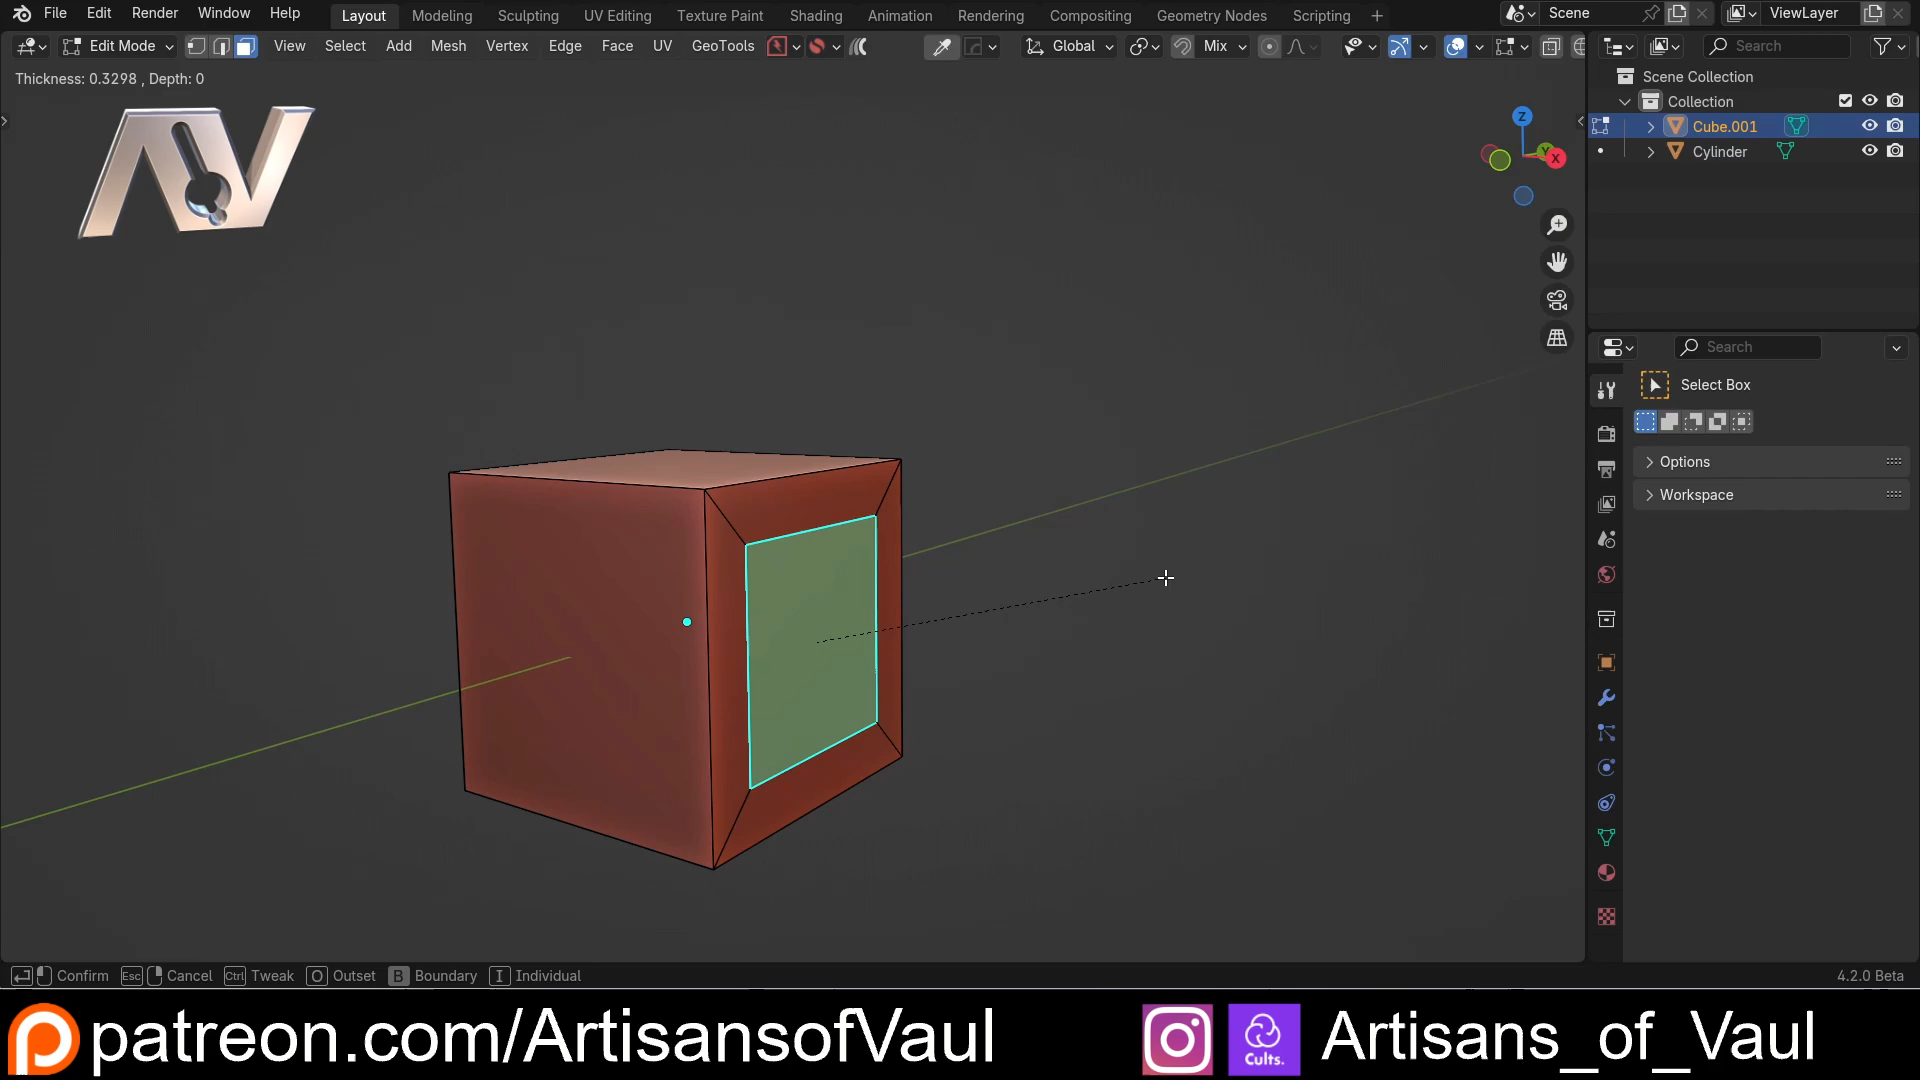 File Edit Render Window Help Layout Modeling Sculpting UV Editing Texture Paint Shading Animation Rendering Compositing Geometry Nodes Scripting + Scene ViewLayer
Edit Mode View Select Add Mesh Vertex Edge Face UV GeoTools Global Mix Search
Thickness: 0.3298 , Depth: 0
AV
Z
Y
X
Scene Collection
Collection
Cube.001
Cylinder
Search
Select Box
Options
Workspace
Esc Ctrl O B I
Confirm Cancel Tweak Outset Boundary Individual 4.2.0 Beta
patreon.com/ArtisansofVaul Cults. Artisans_of_Vaul